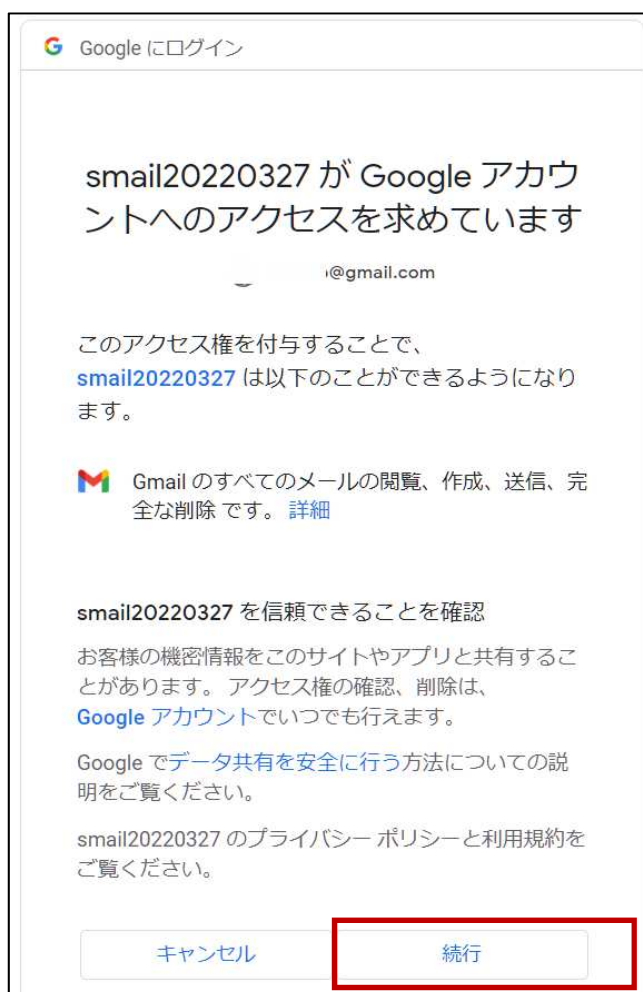 Google にログイン
smail20220327 が Google アカウ
ントへのアクセスを求めています
@gmail.com
このアクセス権を付与することで、
smail20220327 は以下のことができるようになり
ます。
Gmail のすべてのメールの閲覧、作成、送信、完
全な削除 です。 詳細
smail20220327 を信頼できることを確認
お客様の機密情報をこのサイトやアプリと共有するこ
とがあります。 アクセス権の確認、削除は、
Google アカウントでいつでも行えます。
Google でデータ共有を安全に行う方法についての説
明をご覧ください。
smail20220327 のプライバシー ポリシーと利用規約を
ご覧ください。
キャンセル
続行